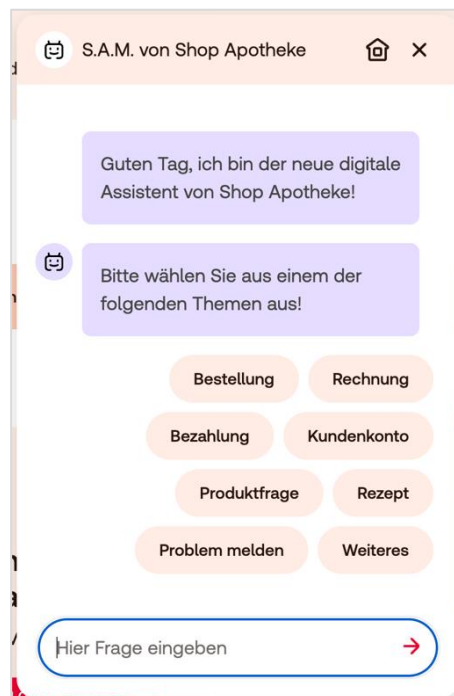 S.A.M. von Shop Apotheke
Guten Tag, ich bin der neue digitale
Assistent von Shop Apotheke!
Bitte wählen Sie aus einem der
folgenden Themen aus!
Bestellung Rechnung
Bezahlung Kundenkonto
Produktfrage Rezept
Problem melden Weiteres
Hier Frage eingeben